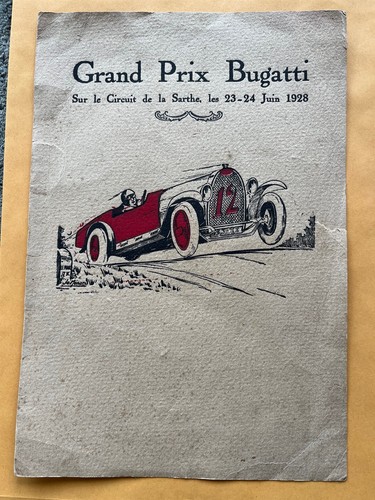 Grand Prix Bugatti
Sur le Circuit de la Sarthe, les 23-24 Juin 1928
12